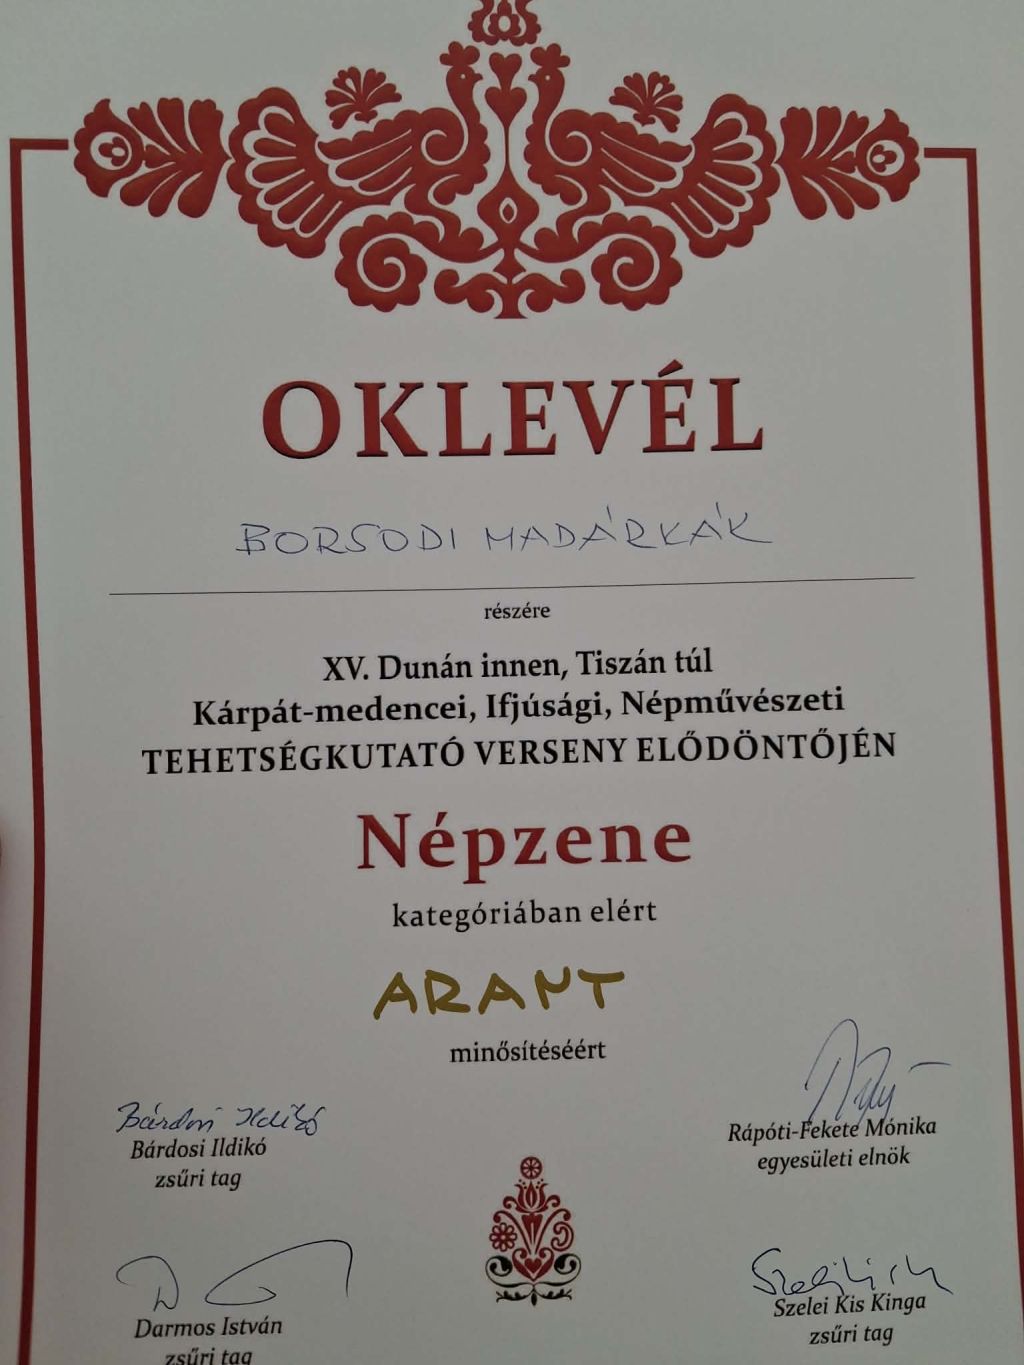 OKLEVÉL
BORSODI MADÁRKÁK
részére
XV. Dunán innen, Tiszán túl
Kárpát-medencei, Ifjúsági, Népművészeti
TEHETSÉGKUTATÓ VERSENY ELŐDÖNTŐJÉN
Népzene
kategóriában elért
ARANY
minősítéséért
Bárdosi Ildikó
Bárdosi Ildikó
zsűri tag
Rápóti-Fekete Mónika
egyesületi elnök
Darmos István
zsűri tag
Szelei Kis Kinga
zsűri tag